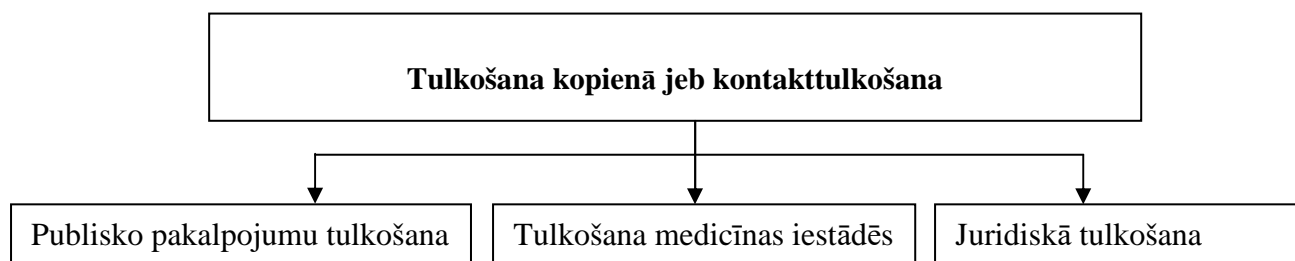 Tulkošana kopienā jeb kontakttulkošana
Publisko pakalpojumu tulkošana
Tulkošana medicīnas iestādēs
Juridiskā tulkošana